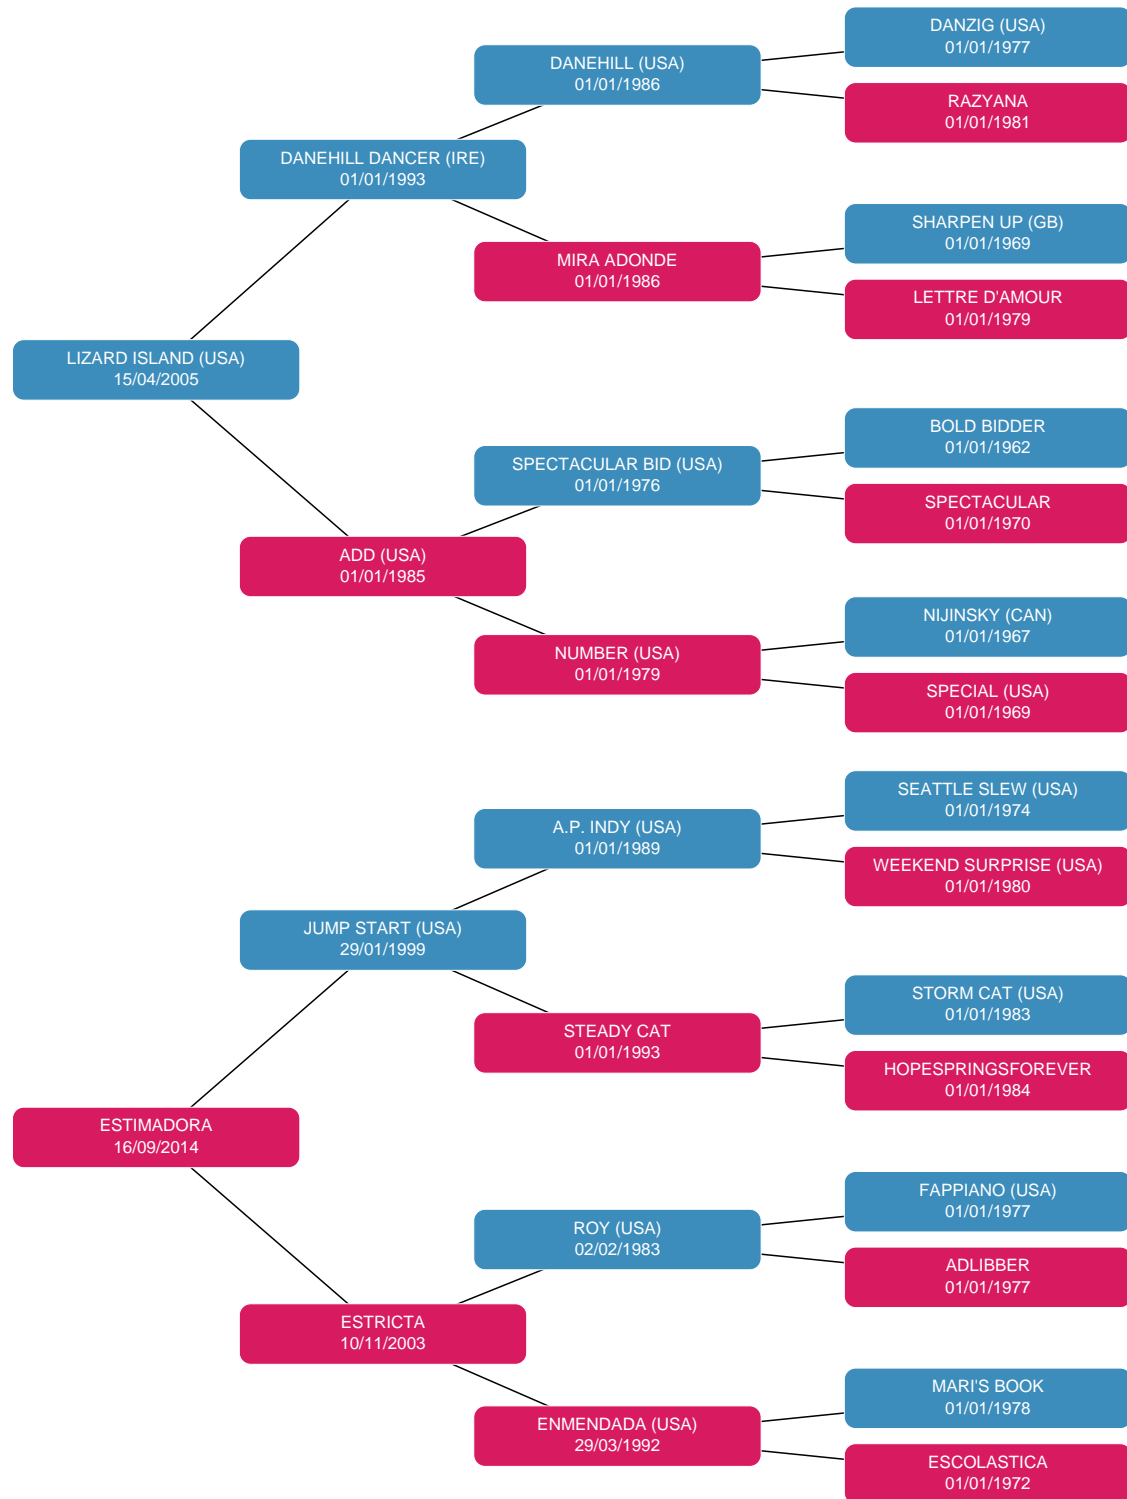 DANZIG (USA)
01/01/1977
DANEHILL (USA)
01/01/1986
RAZYANA
01/01/1981
DANEHILL DANCER (IRE)
01/01/1993
SHARPEN UP (GB)
01/01/1969
MIRA ADONDE
01/01/1986
LETTRE D'AMOUR
01/01/1979
LIZARD ISLAND (USA)
15/04/2005
BOLD BIDDER
01/01/1962
SPECTACULAR BID (USA)
01/01/1976
SPECTACULAR
01/01/1970
ADD (USA)
01/01/1985
NIJINSKY (CAN)
01/01/1967
NUMBER (USA)
01/01/1979
SPECIAL (USA)
01/01/1969
SEATTLE SLEW (USA)
01/01/1974
A.P. INDY (USA)
01/01/1989
WEEKEND SURPRISE (USA)
01/01/1980
JUMP START (USA)
29/01/1999
STORM CAT (USA)
01/01/1983
STEADY CAT
01/01/1993
HOPESPRINGSFOREVER
01/01/1984
ESTIMADORA
16/09/2014
FAPPIANO (USA)
01/01/1977
ROY (USA)
02/02/1983
ADLIBBER
01/01/1977
ESTRICTA
10/11/2003
MARI'S BOOK
01/01/1978
ENMENDADA (USA)
29/03/1992
ESCOLASTICA
01/01/1972